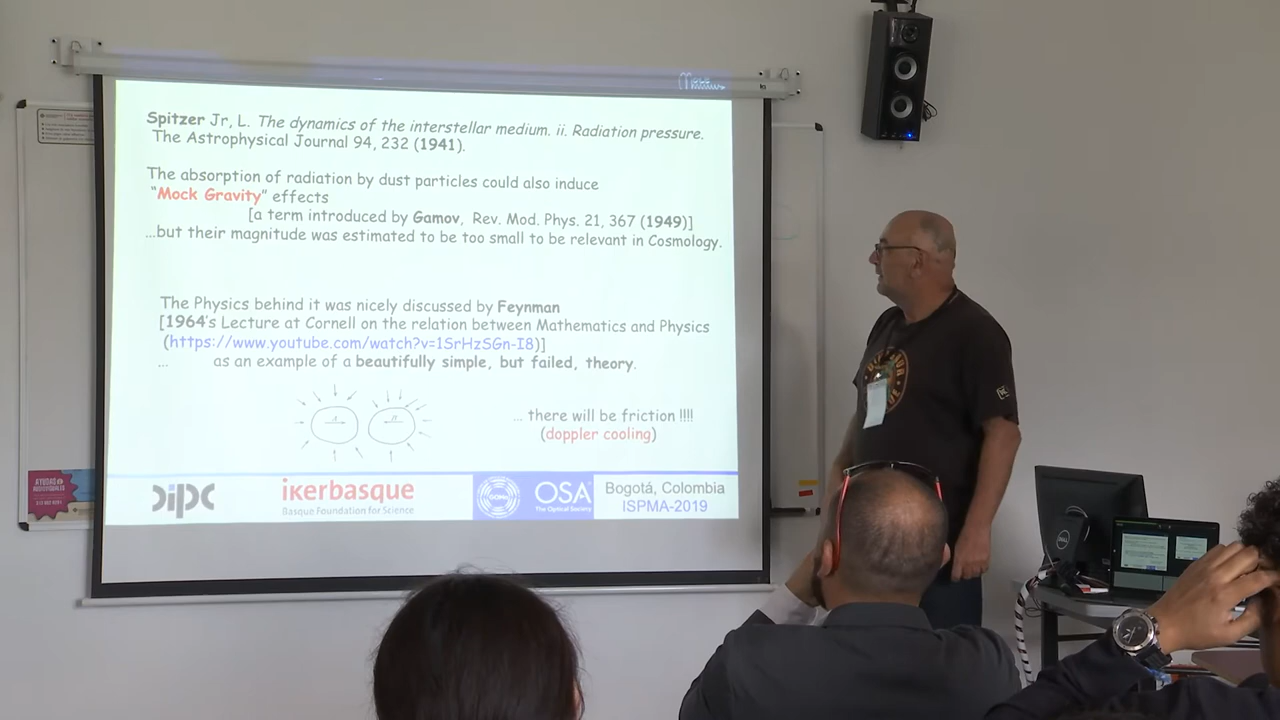 Spitzer Jr, L. The dynamics of the interstellar medium. ii. Radiation pressure.
The Astrophysical Journal 94, 232 (1941).
The absorption of radiation by dust particles could also induce
"Mock Gravity" effects
[a term introduced by Gamov, Rev. Mod. Phys. 21, 367 (1949)]
...but their magnitude was estimated to be too small to be relevant in Cosmology.
The Physics behind it was nicely discussed by Feynman
[1964's Lecture at Cornell on the relation between Mathematics and Physics
(https://www.youtube.com/watch?v=1SrHzSGn-I8)]
... as an example of a beautifully simple, but failed, theory.
... there will be friction !!!!
(doppler cooling)
dipc
ikerbasque
Basque Foundation for Science
OSA
The Optical Society
Bogotá, Colombia
ISPMA-2019
DELL